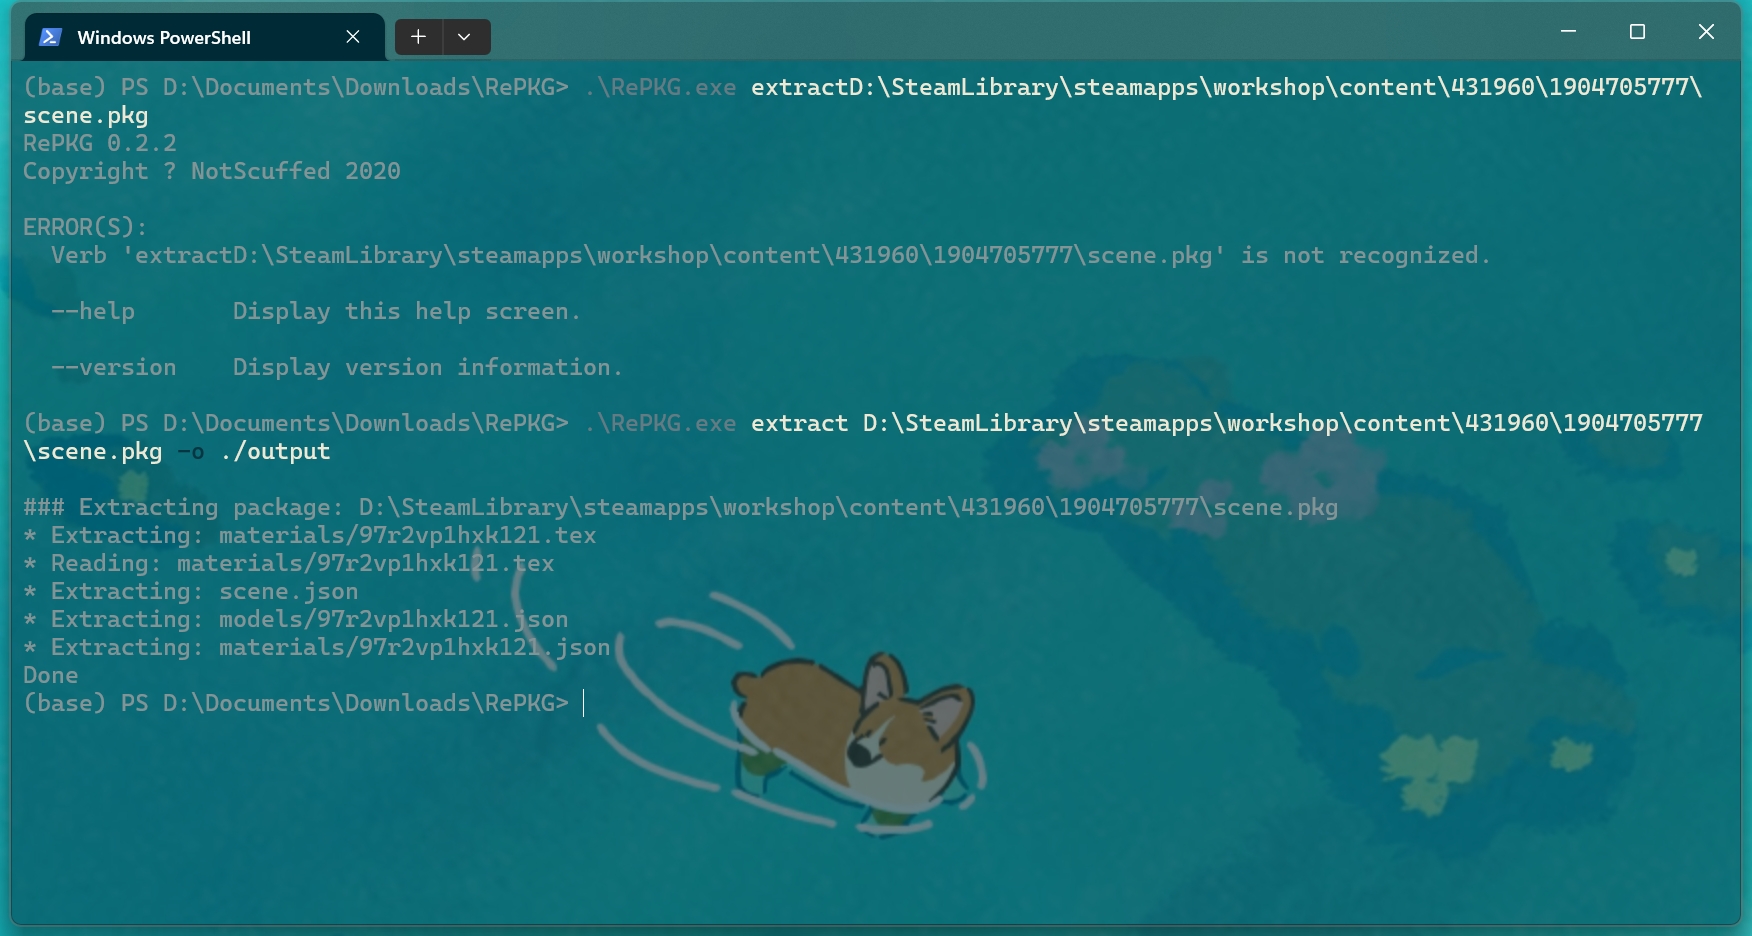 Windows PowerShell
(base) PS D:\Documents\Downloads\RePKG> .\RePKG.exe extractD:\SteamLibrary\steamapps\workshop\content\431960\1904705777\
scene.pkg
RePKG 0.2.2
Copyright ? NotScuffed 2020
ERROR(S):
Verb 'extractD:\SteamLibrary\steamapps\workshop\content\431960\1904705777\scene.pkg' is not recognized.
--help Display this help screen.
--version Display version information.
(base) PS D:\Documents\Downloads\RePKG> .\RePKG.exe extract D:\SteamLibrary\steamapps\workshop\content\431960\1904705777
\scene.pkg -o ./output
### Extracting package: D:\SteamLibrary\steamapps\workshop\content\431960\1904705777\scene.pkg
* Extracting: materials/97r2vp1hxk121.tex
* Reading: materials/97r2vp1hxk121.tex
* Extracting: scene.json
* Extracting: models/97r2vp1hxk121.json
* Extracting: materials/97r2vp1hxk121.json
Done
(base) PS D:\Documents\Downloads\RePKG>